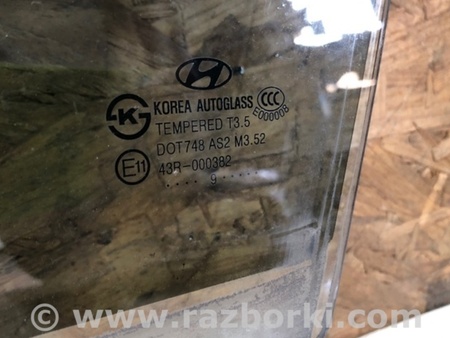 KOREA AUTOGLASS
CCC
E000008
TEMPERED T3.5
DOT748 AS2 M3.52
E11
43R-000382
..... 9 .....
www.razborki.com